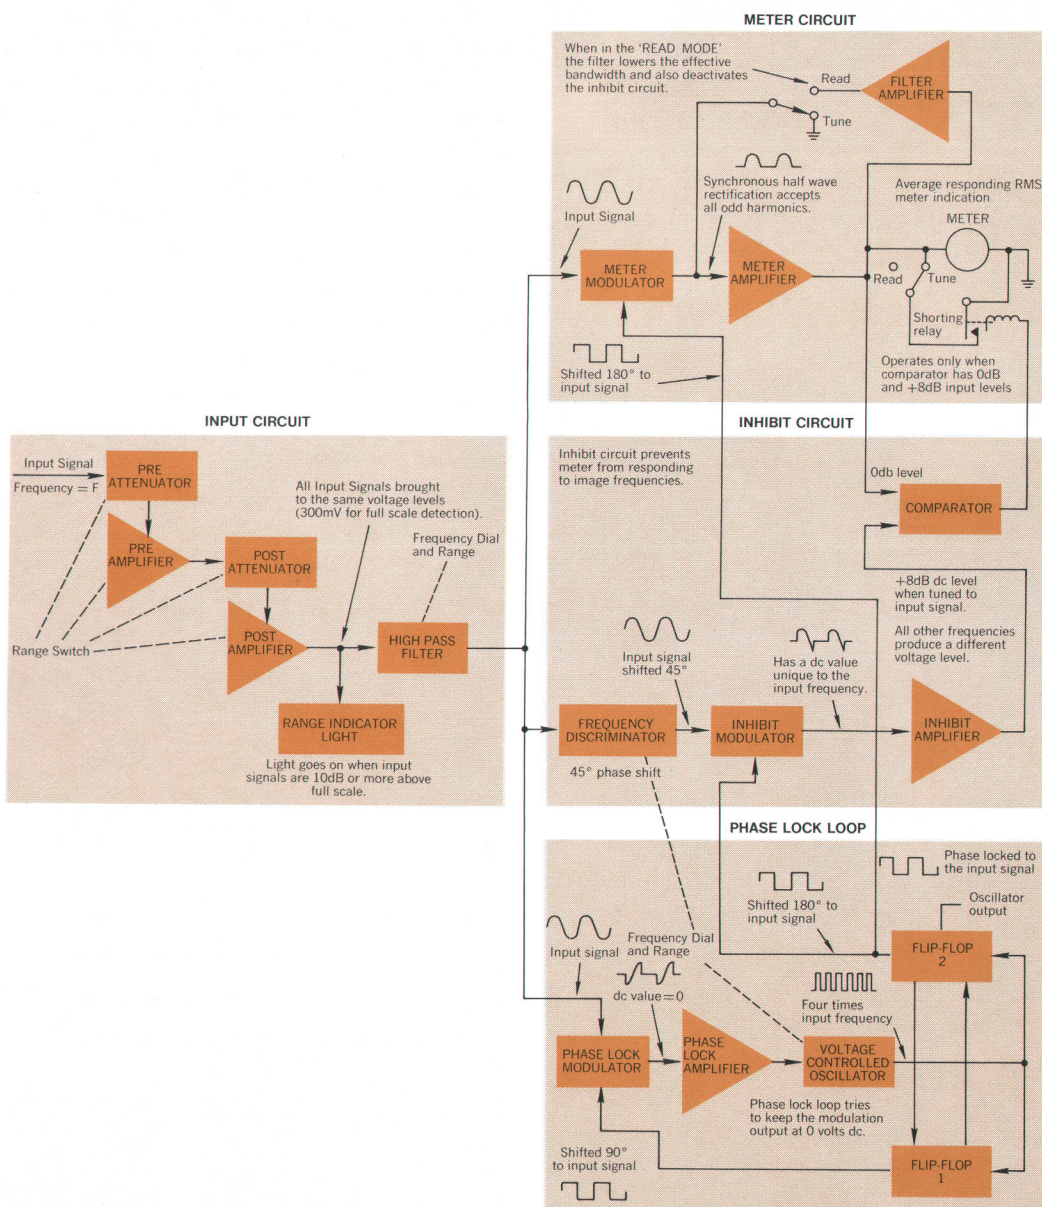 METER CIRCUIT
When in the 'READ MODE'
the filter lowers the effective
bandwidth and also deactivates
the inhibit circuit.
Read
FILTER
AMPLIFIER
Tune
Synchronous half wave
rectification accepts
all odd harmonics.
Average responding RMS
meter indication
Input Signal
METER
METER
MODULATOR
METER
AMPLIFIER
Read
Tune
Shorting
relay
Shifted 180° to
input signal
Operates only when
comparator has 0dB
and +8dB input levels
INPUT CIRCUIT
Input Signal
Frequency = F
PRE
ATTENUATOR
All Input Signals brought
to the same voltage levels
(300mV for full scale detection).
PRE
AMPLIFIER
POST
ATTENUATOR
Frequency Dial
and Range
Range Switch
POST
AMPLIFIER
HIGH PASS
FILTER
RANGE INDICATOR
LIGHT
Light goes on when input
signals are 10dB or more above
full scale.
INHIBIT CIRCUIT
Inhibit circuit prevents
meter from responding
to image frequencies.
0db level
COMPARATOR
+8dB dc level
when tuned to
input signal.
All other frequencies
produce a different
voltage level.
Input signal
shifted 45°
Has a dc value
unique to the
input frequency.
FREQUENCY
DISCRIMINATOR
INHIBIT
MODULATOR
INHIBIT
AMPLIFIER
45° phase shift
PHASE LOCK LOOP
Phase locked to
the input signal
Shifted 180° to
input signal
Oscillator
output
Input signal
Frequency Dial
and Range
FLIP-FLOP
2
dc value=0
Four times
input frequency
PHASE LOCK
MODULATOR
PHASE
LOCK
AMPLIFIER
VOLTAGE
CONTROLLED
OSCILLATOR
Phase lock loop tries
to keep the modulation
output at 0 volts dc.
Shifted 90°
to input signal
FLIP-FLOP
1